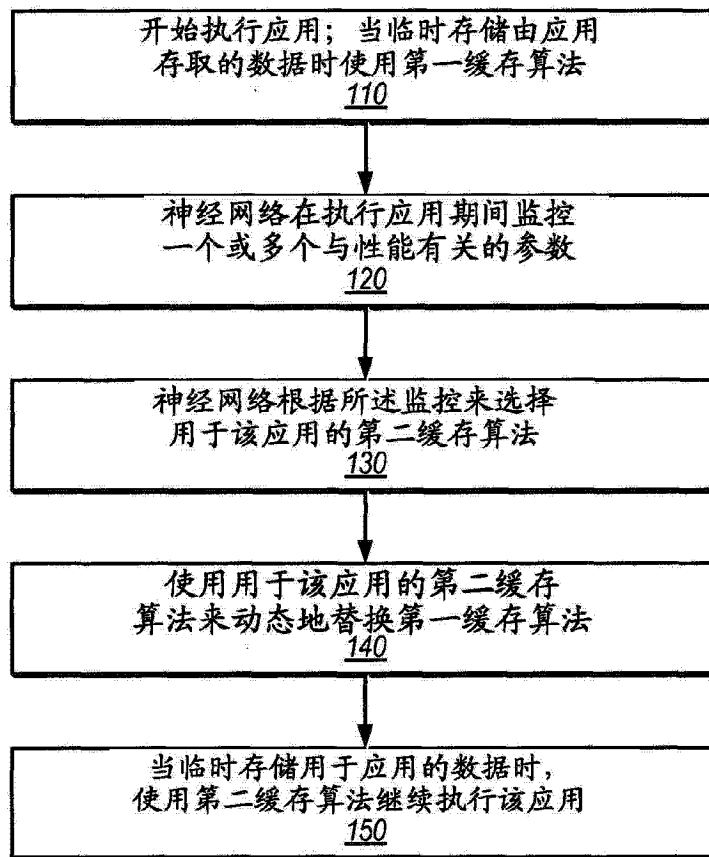 开始执行应用；当临时存储由应用
存取的数据时使用第一缓存算法
110
神经网络在执行应用期间监控
一个或多个与性能有关的参数
120
神经网络根据所述监控来选择
用于该应用的第二缓存算法
130
使用用于该应用的第二缓存
算法来动态地替换第一缓存算法
140
当临时存储用于应用的数据时，
使用第二缓存算法继续执行该应用
150